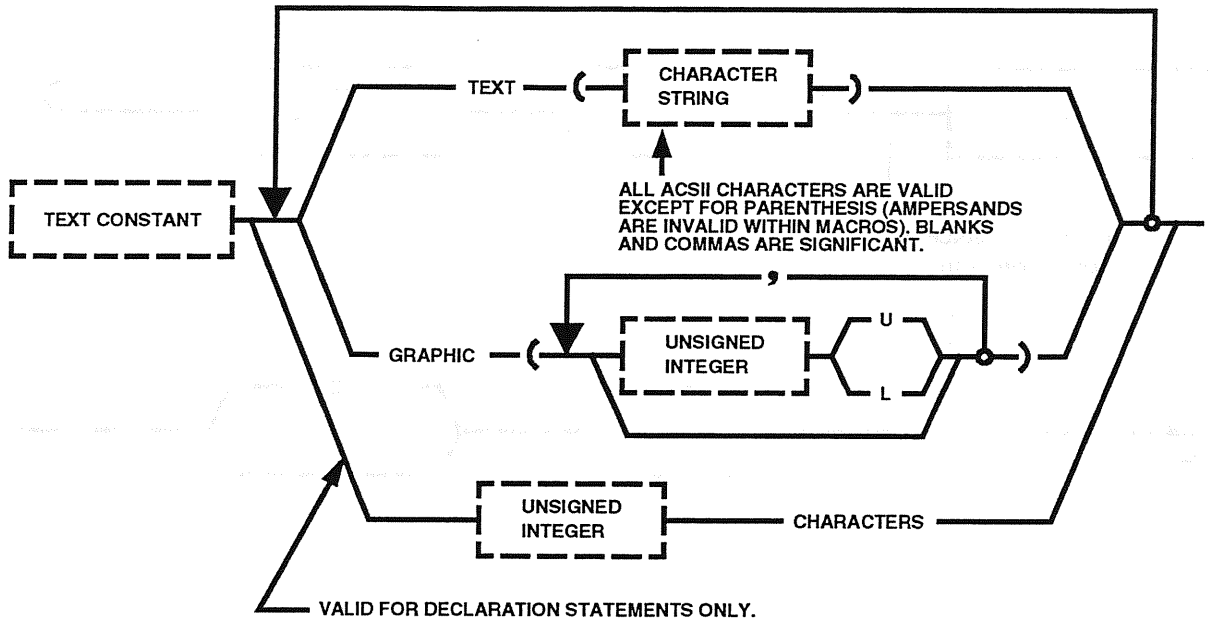 TEXT ( CHARACTER STRING )
TEXT CONSTANT
ALL ACSII CHARACTERS ARE VALID
EXCEPT FOR PARENTHESIS (AMPERSANDS
ARE INVALID WITHIN MACROS). BLANKS
AND COMMAS ARE SIGNIFICANT.
,
GRAPHIC ( UNSIGNED INTEGER U L )
UNSIGNED INTEGER CHARACTERS
VALID FOR DECLARATION STATEMENTS ONLY.